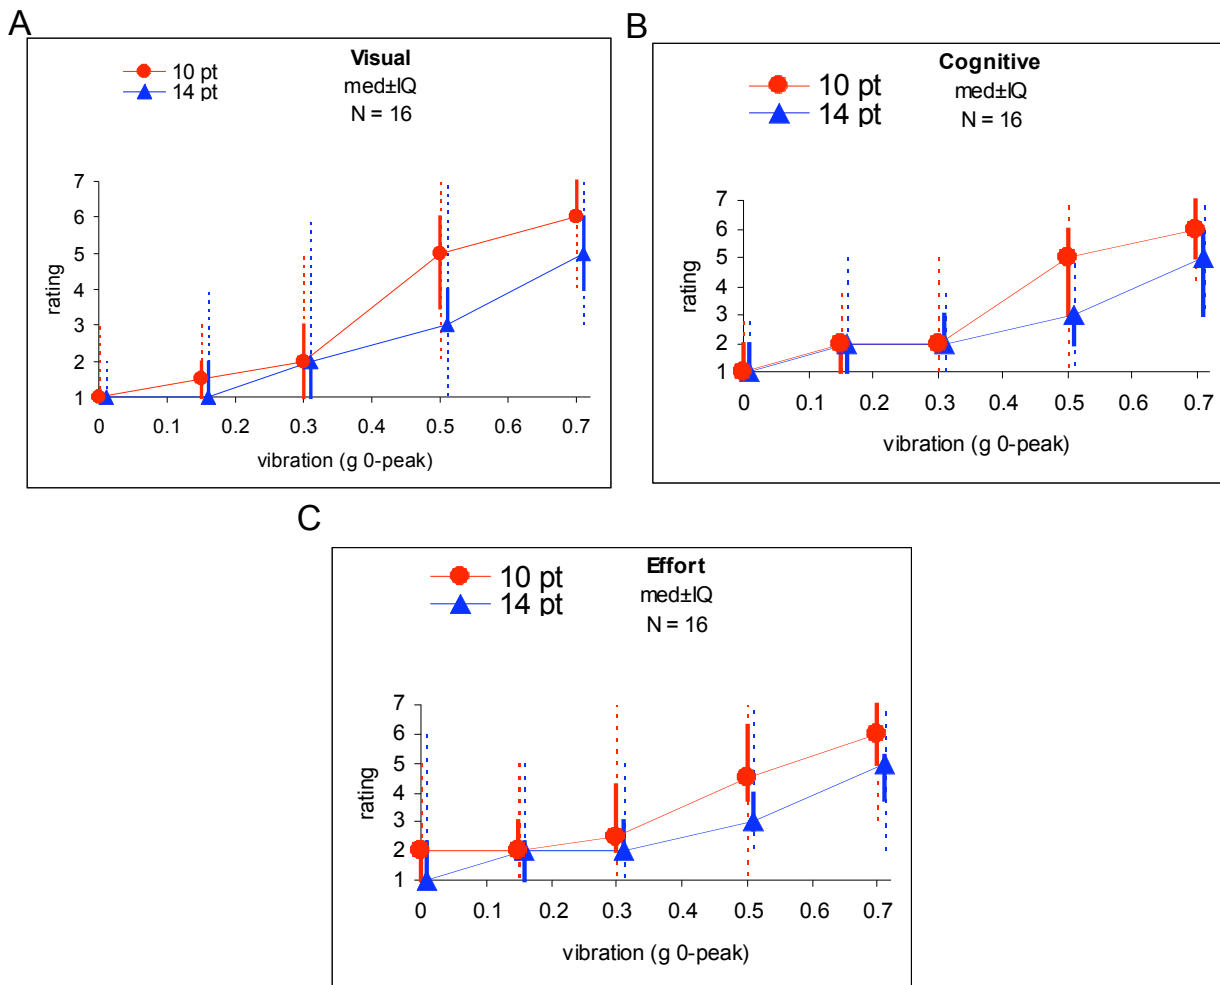 A
Visual
med±IQ
N = 16
10 pt
14 pt
rating
7
6
5
4
3
2
1
0 0.1 0.2 0.3 0.4 0.5 0.6 0.7
vibration (g 0-peak)
B
Cognitive
med±IQ
N = 16
10 pt
14 pt
rating
7
6
5
4
3
2
1
0 0.1 0.2 0.3 0.4 0.5 0.6 0.7
vibration (g 0-peak)
C
Effort
med±IQ
N = 16
10 pt
14 pt
rating
7
6
5
4
3
2
1
0 0.1 0.2 0.3 0.4 0.5 0.6 0.7
vibration (g 0-peak)